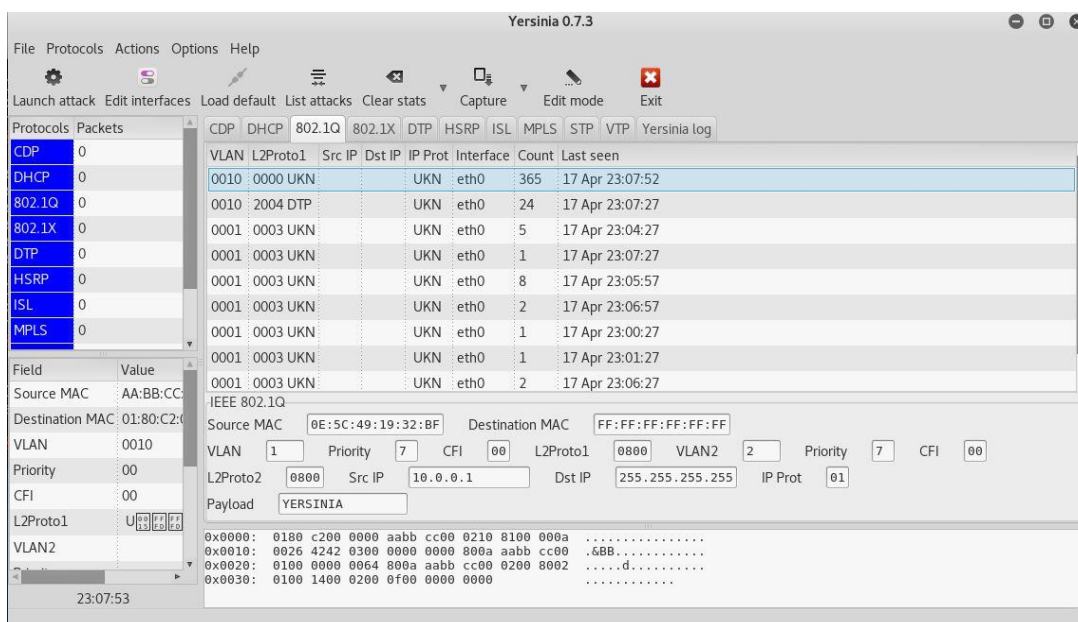 Yersinia 0.7.3
File Protocols Actions Options Help
Launch attack Edit interfaces Load default List attacks Clear stats Capture Edit mode Exit
Protocols Packets
CDP 0
DHCP 0
802.1Q 0
802.1X 0
DTP 0
HSRP 0
ISL 0
MPLS 0
Field Value
Source MAC AA:BB:CC:
Destination MAC 01:80:C2:0
VLAN 0010
Priority 00
CFI 00
L2Proto1 U
VLAN2
23:07:53
CDP DHCP 802.1Q 802.1X DTP HSRP ISL MPLS STP VTP Yersinia log
VLAN L2Proto1 Src IP Dst IP IP Prot Interface Count Last seen
0010 0000 UKN UKN eth0 365 17 Apr 23:07:52
0010 2004 DTP UKN eth0 24 17 Apr 23:07:27
0001 0003 UKN UKN eth0 5 17 Apr 23:04:27
0001 0003 UKN UKN eth0 1 17 Apr 23:07:27
0001 0003 UKN UKN eth0 8 17 Apr 23:05:57
0001 0003 UKN UKN eth0 2 17 Apr 23:06:57
0001 0003 UKN UKN eth0 1 17 Apr 23:00:27
0001 0003 UKN UKN eth0 1 17 Apr 23:01:27
0001 0003 UKN UKN eth0 2 17 Apr 23:06:27
IEEE 802.1Q
Source MAC 0E:5C:49:19:32:BF Destination MAC FF:FF:FF:FF:FF:FF
VLAN 1 Priority 7 CFI 00 L2Proto1 0800 VLAN2 2 Priority 7 CFI 00
L2Proto2 0800 Src IP 10.0.0.1 Dst IP 255.255.255.255 IP Prot 01
Payload YERSINIA
0x0000: 0180 c200 0000 aabb cc00 0210 8100 000a ................
0x0010: 0026 4242 0300 0000 0000 800a aabb cc00 .&BB............
0x0020: 0100 0000 0064 800a aabb cc00 0200 8002 .....d..........
0x0030: 0100 1400 0200 0f00 0000 0000 ............